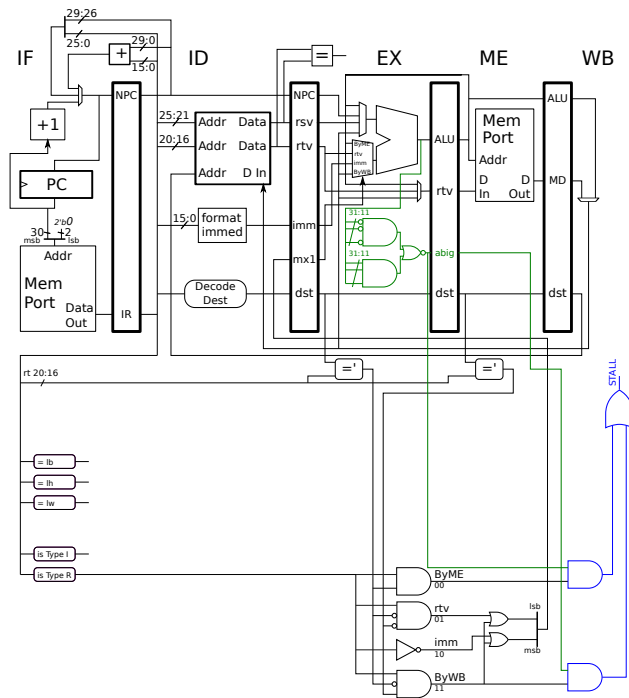 29:26
25:0
29:0
15:0
+
=
IF
ID
EX
ME
WB
NPC
NPC
ALU
ALU
25:21
Addr
Data
rsv
20:16
Addr
Data
rtv
D In
+1
PC
ByME
rtv
imm
ByWB
ALU
Mem
Port
Addr
D
In
D
Out
MD
rtv
2'b0
30
2
msb
lsb
Addr
Mem
Port
Data
Out
IR
15:0
format
immed
imm
mx1
31:11
31:11
abig
Decode
Dest
dst
dst
dst
rt 20:16
='
='
STALL
= lb
= lh
= lw
is Type I
is Type R
ByME
00
rtv
01
imm
10
ByWB
11
lsb
msb